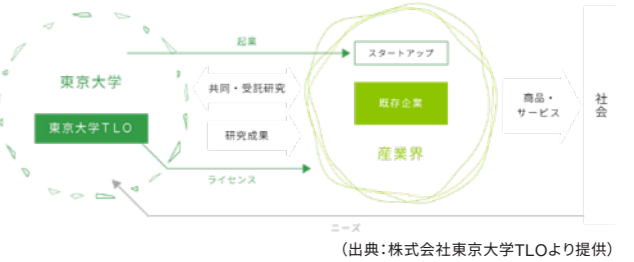 起業
スタートアップ
東京大学
共同・受託研究
既存企業
商品・
サービス
社会
東京大学TLO
研究成果
産業界
ライセンス
ニーズ
（出典：株式会社東京大学TLOより提供）